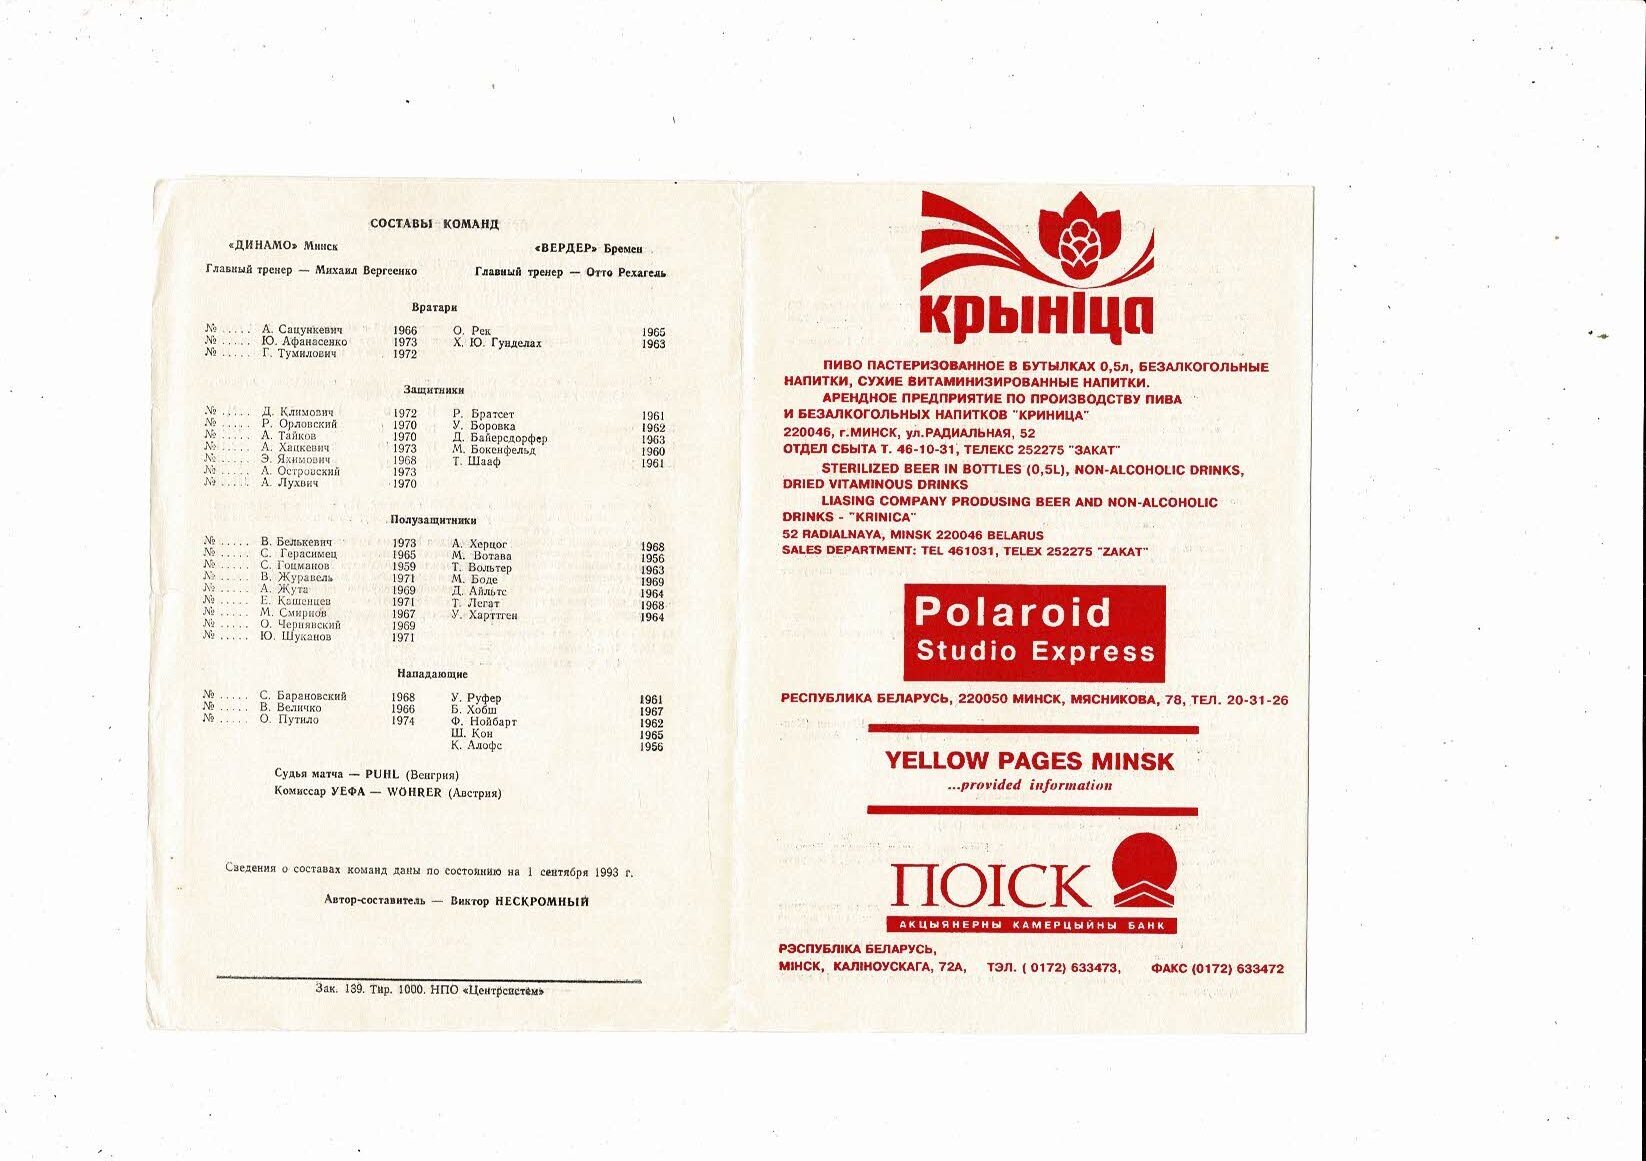 СОСТАВЫ КОМАНД
«ДИНАМО» Минск «ВЕРДЕР» Бремен
Главный тренер — Михаил Вергеенко Главный тренер — Отто Рехагель
Вратари
№ ..... А. Сацункевич 1966 О. Рек 1965
№ ..... Ю. Афанасенко 1973 Х. Ю. Гунделах 1963
№ ..... Г. Тумилович 1972
Защитники
№ ..... Д. Климович 1972 Р. Братсет 1961
№ ..... Р. Орловский 1970 У. Боровка 1962
№ ..... А. Тайков 1970 Д. Байерсдорфер 1963
№ ..... А. Хацкевич 1973 М. Бокенфельд 1960
№ ..... Э. Яхимович 1968 Т. Шааф 1961
№ ..... А. Островский 1973
№ ..... А. Лухвич 1970
Полузащитники
№ ..... В. Белькевич 1973 А. Херцог 1968
№ ..... С. Герасимец 1965 М. Вотава 1956
№ ..... С. Гоцманов 1959 Т. Вольтер 1963
№ ..... В. Журавель 1971 М. Боде 1969
№ ..... А. Жута 1969 Д. Айльтс 1964
№ ..... Е. Кашенцев 1971 Т. Легат 1968
№ ..... М. Смирнов 1967 У. Харттген 1964
№ ..... О. Чернявский 1969
№ ..... Ю. Шуканов 1971
Нападающие
№ ..... С. Барановский 1968 У. Руфер 1961
№ ..... В. Величко 1966 Б. Хобш 1967
№ ..... О. Путило 1974 Ф. Нойбарт 1962
Ш. Кон 1965
К. Алофс 1956
Судья матча — PUHL (Венгрия)
Комиссар УЕФА — WOHRER (Австрия)
Сведения о составах команд даны по состоянию на 1 сентября 1993 г.
Автор-составитель — Виктор НЕСКРОМНЫЙ
Зак. 139. Тир. 1000. НПО «Центрсистем»
крынiца
ПИВО ПАСТЕРИЗОВАННОЕ В БУТЫЛКАХ 0,5л, БЕЗАЛКОГОЛЬНЫЕ
НАПИТКИ, СУХИЕ ВИТАМИНИЗИРОВАННЫЕ НАПИТКИ.
АРЕНДНОЕ ПРЕДПРИЯТИЕ ПО ПРОИЗВОДСТВУ ПИВА
И БЕЗАЛКОГОЛЬНЫХ НАПИТКОВ "КРИНИЦА"
220046, г.МИНСК, ул.РАДИАЛЬНАЯ, 52
ОТДЕЛ СБЫТА Т. 46-10-31, ТЕЛЕКС 252275 "ЗАКАТ"
STERILIZED BEER IN BOTTLES (0,5L), NON-ALCOHOLIC DRINKS,
DRIED VITAMINOUS DRINKS
LIASING COMPANY PRODUSING BEER AND NON-ALCOHOLIC
DRINKS - "KRINICA"
52 RADIALNAYA, MINSK 220046 BELARUS
SALES DEPARTMENT: TEL 461031, TELEX 252275 "ZAKAT"
Polaroid
Studio Express
РЕСПУБЛИКА БЕЛАРУСЬ, 220050 МИНСК, МЯСНИКОВА, 78, ТЕЛ. 20-31-26
YELLOW PAGES MINSK
...provided information
ПОIСК
АКЦЫЯНЕРНЫ КАМЕРЦЫЙНЫ БАНК
РЭСПУБЛІКА БЕЛАРУСЬ,
МІНСК, КАЛІНОУСКАГА, 72А, ТЭЛ. ( 0172) 633473, ФАКС (0172) 633472